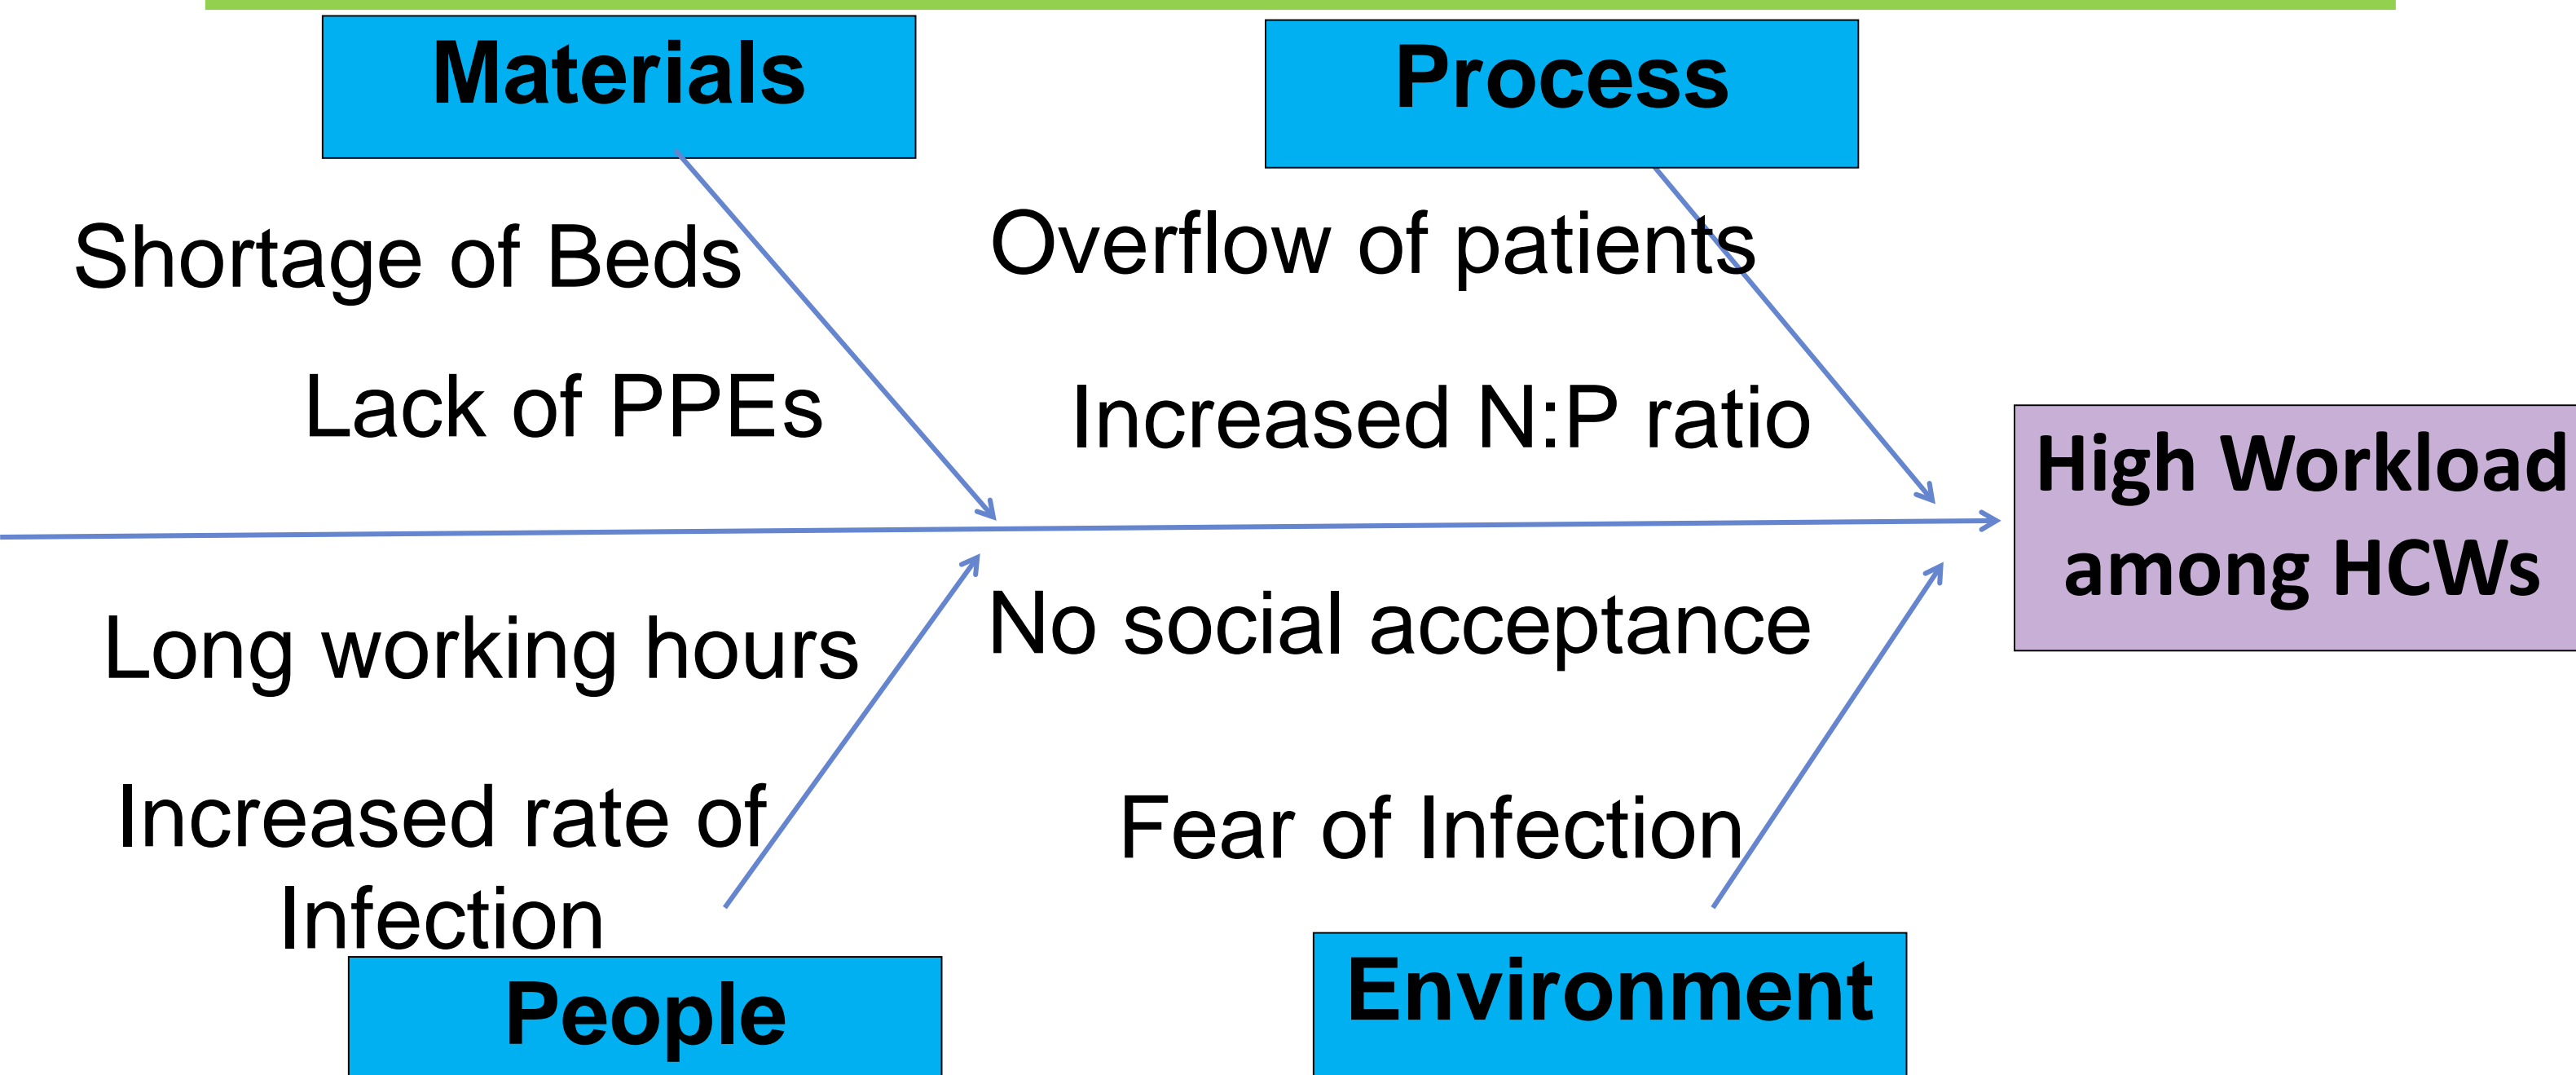 Materials
Process
Shortage of Beds
Overflow of patients
Lack of PPEs
Increased N:P ratio
High Workload
among HCWs
Long working hours
No social acceptance
Increased rate of
Infection
Fear of Infection
People
Environment